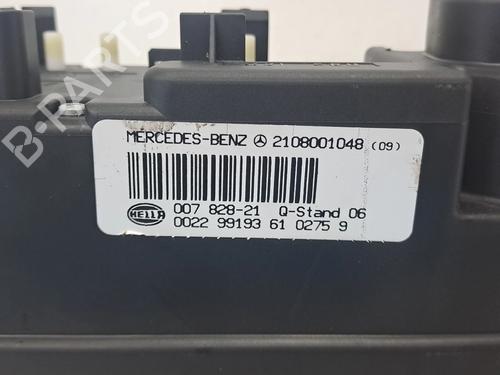 B-PARTS
MERCEDES-BENZ 2108001048 (09)
HELLA 007 828-21 Q-Stand 06
0022 99193 61 0275 9